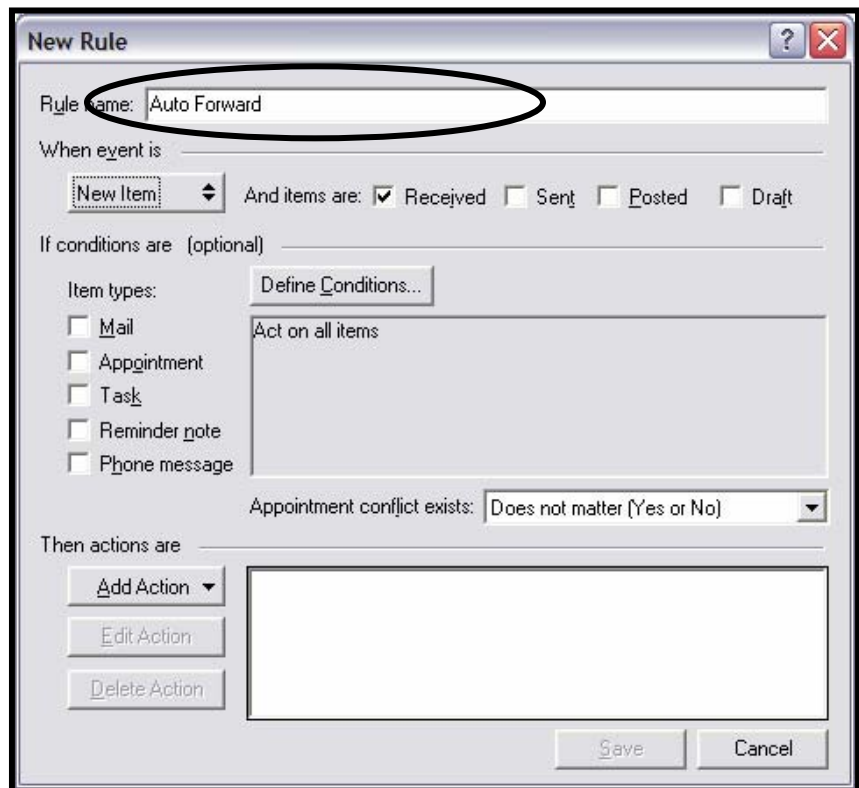 New Rule
Rule name: Auto Forward
When event is
New Item And items are: Received Sent Posted Draft
If conditions are (optional)
Item types: Define Conditions...
Mail
Act on all items
Appointment
Task
Reminder note
Phone message
Appointment conflict exists: Does not matter (Yes or No)
Then actions are
Add Action
Edit Action
Delete Action
Save Cancel